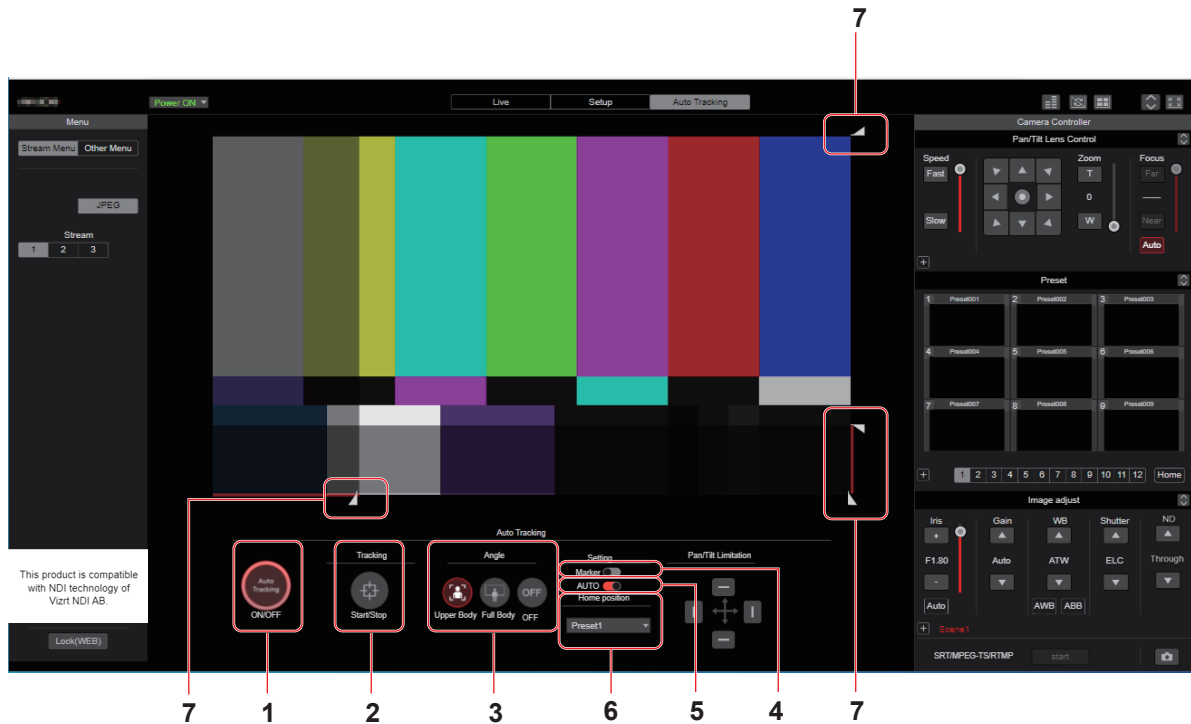 7
Power ON
Live
Setup
Auto Tracking
Menu
Stream Menu
Other Menu
JPEG
Stream
1 2 3
This product is compatible
with NDI technology of
Vizrt NDI AB.
Lock(WEB)
Camera Controller
Pan/Tilt Lens Control
Speed
Zoom
Focus
Fast
T
Far
0
Slow
W
Near
Auto
+
Preset
1 Preset001
2 Preset002
3 Preset003
4 Preset004
5 Preset005
6 Preset006
7 Preset007
8 Preset008
9 Preset009
+
1 2 3 4 5 6 7 8 9 10 11 12
Home
Image adjust
Iris
Gain
WB
Shutter
ND
+
F1.80
Auto
ATW
ELC
Through
-
Auto
AWB
ABB
+
Scene1
SRT/MPEG-TS/RTMP
start
Auto Tracking
Auto
Tracking
ON/OFF
Tracking
Start/Stop
Angle
OFF
Upper Body
Full Body
OFF
Setting
Marker
AUTO
Home position
Preset1
Pan/Tilt Limitation
7 1 2 3 6 5 4 7